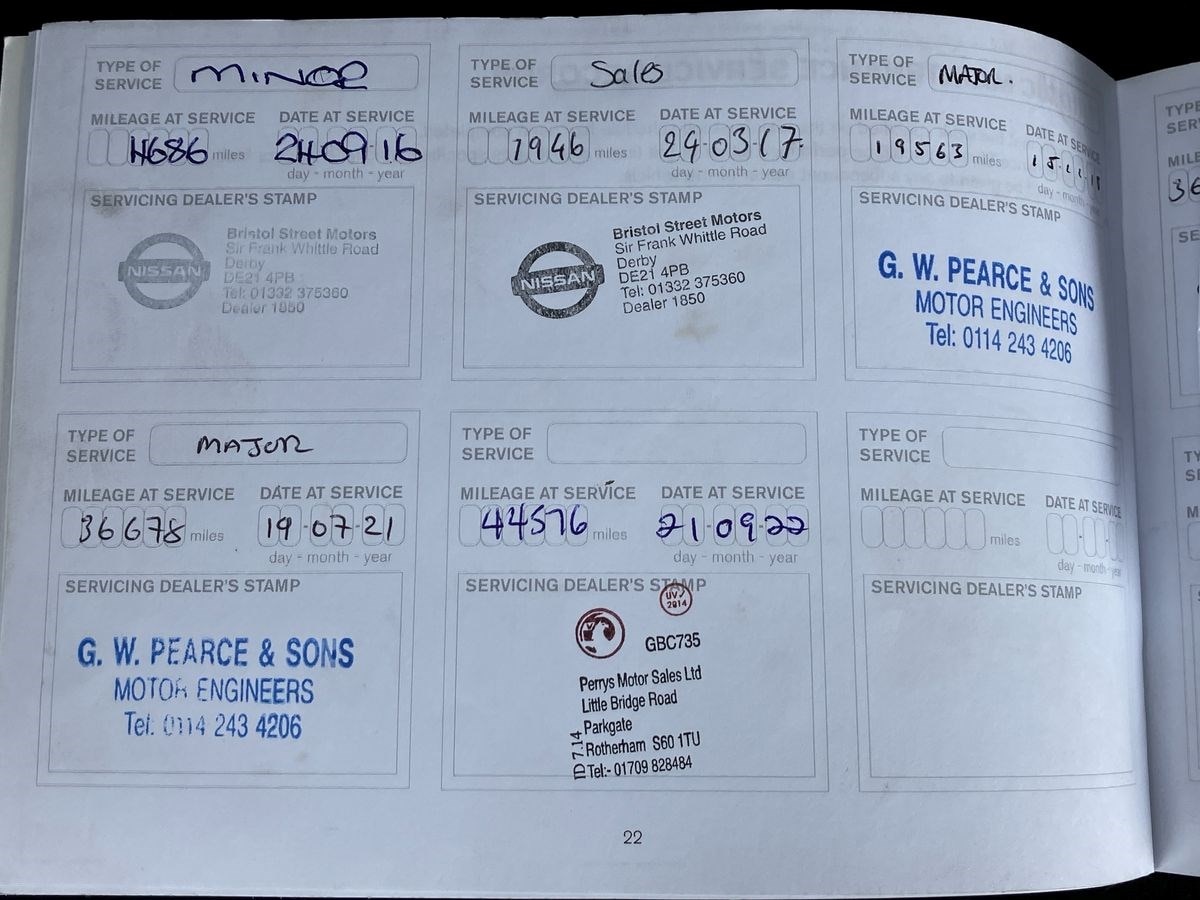 TYPE OF SERVICE MINOR
MILEAGE AT SERVICE DATE AT SERVICE
4686 miles 24 09 16
day - month - year
SERVICING DEALER'S STAMP
NISSAN
Bristol Street Motors
Sir Frank Whittle Road
Derby
DE21 4PB
Tel: 01332 375360
Dealer 1850
TYPE OF SERVICE Sales
MILEAGE AT SERVICE DATE AT SERVICE
7946 miles 29-03-17
day - month - year
SERVICING DEALER'S STAMP
NISSAN
Bristol Street Motors
Sir Frank Whittle Road
Derby
DE21 4PB
Tel: 01332 375360
Dealer 1850
TYPE OF SERVICE MAJOR.
MILEAGE AT SERVICE DATE AT SERVICE
19563 miles
day - month
SERVICING DEALER'S STAMP
G. W. PEARCE & SONS
MOTOR ENGINEERS
Tel: 0114 243 4206
TYPE OF SERVICE MAJOR
MILEAGE AT SERVICE DATE AT SERVICE
36678 miles 19-07-21
day - month - year
SERVICING DEALER'S STAMP
G. W. PEARCE & SONS
MOTOR ENGINEERS
Tel: 0114 243 4206
TYPE OF SERVICE
MILEAGE AT SERVICE DATE AT SERVICE
44576 miles 21-09-22
day - month - year
SERVICING DEALER'S STAMP
UVJ
2814
GBC735
Perrys Motor Sales Ltd
Little Bridge Road
Parkgate
Rotherham S60 1TU
Tel:- 01709 828484
TD 7.14
TYPE OF SERVICE
MILEAGE AT SERVICE DATE AT SERVICE
miles
day - month
SERVICING DEALER'S STAMP
22